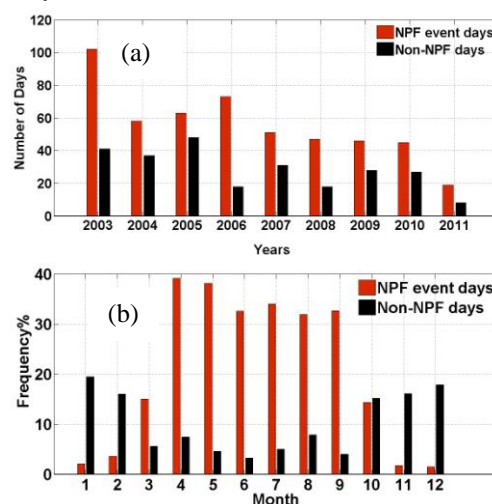 120
100
80
60
40
20
0
Number of Days
(a)
NPF event days
Non-NPF days
2003 2004 2005 2006 2007 2008 2009 2010 2011
Years
40
30
20
10
0
Frequency%
(b)
NPF event days
Non-NPF days
1 2 3 4 5 6 7 8 9 10 11 12
Month